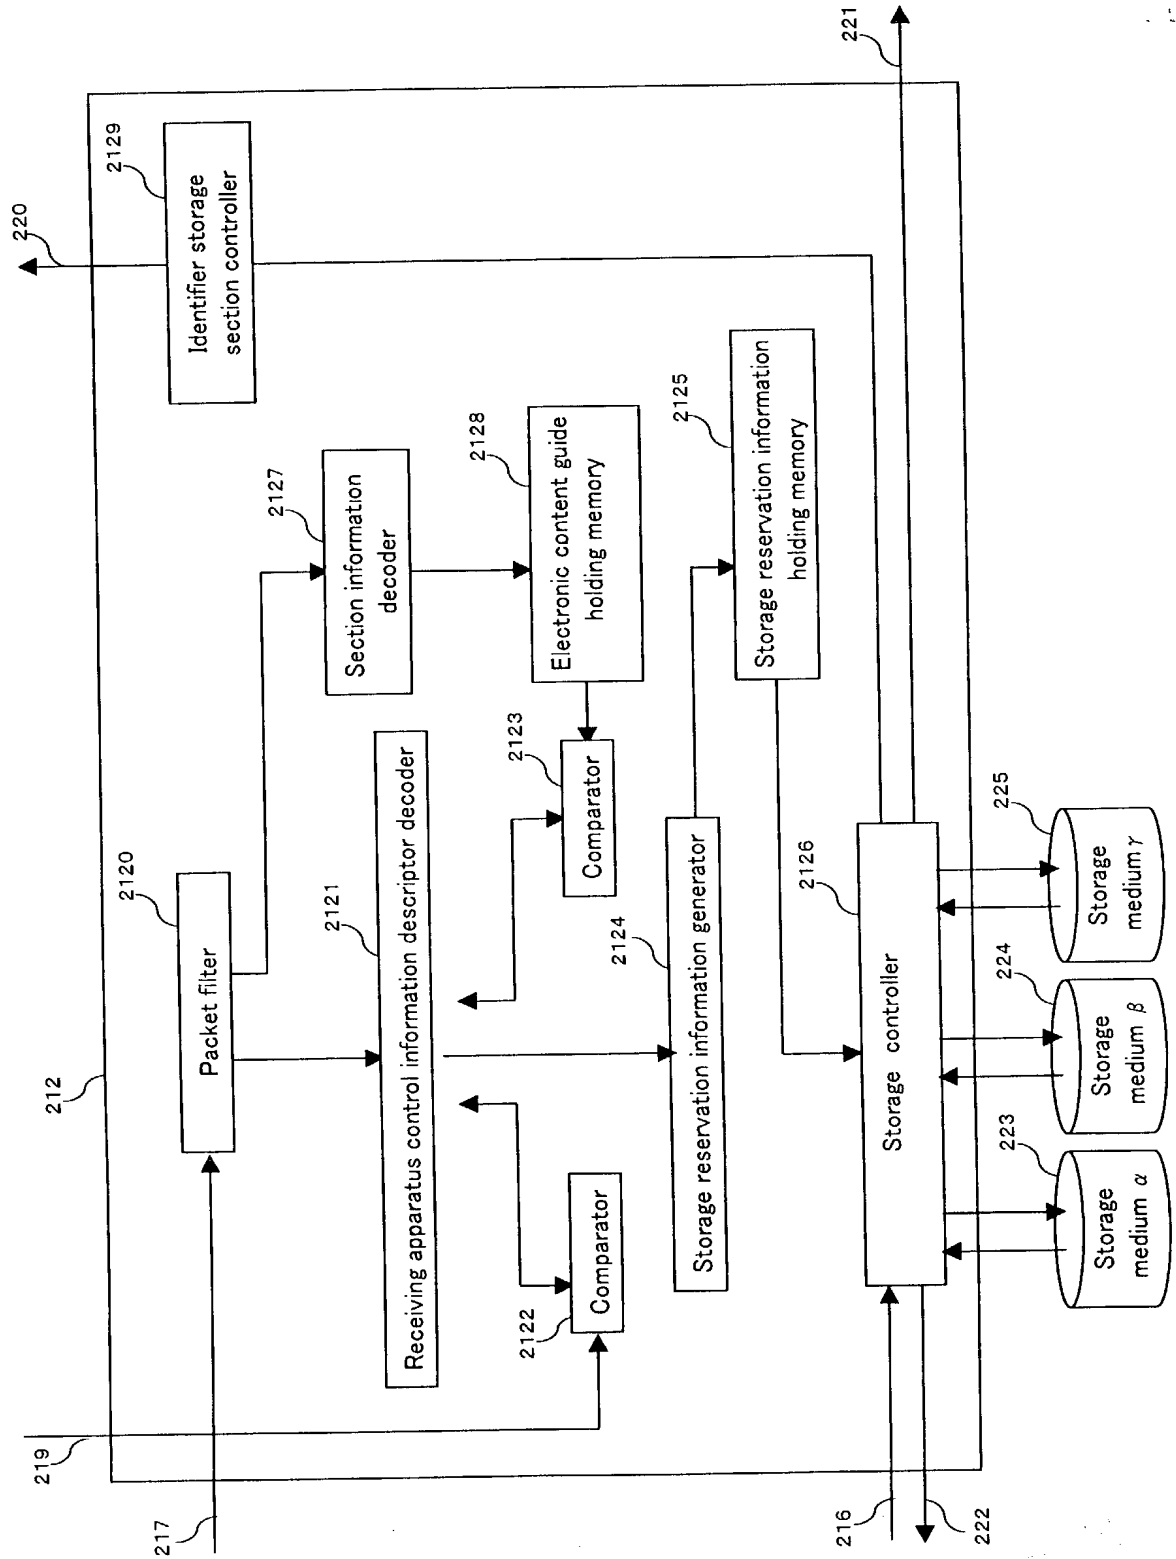 212
2120
Packet filter
217
219
2121
Receiving apparatus control information descriptor decoder
2122
Comparator
2123
Comparator
2127
Section information
decoder
2128
Electronic content guide
holding memory
2129
Identifier storage
section controller
220
2124
Storage reservation information generator
2125
Storage reservation information
holding memory
2126
Storage controller
216
222
221
223
Storage
medium α
224
Storage
medium β
225
Storage
medium γ